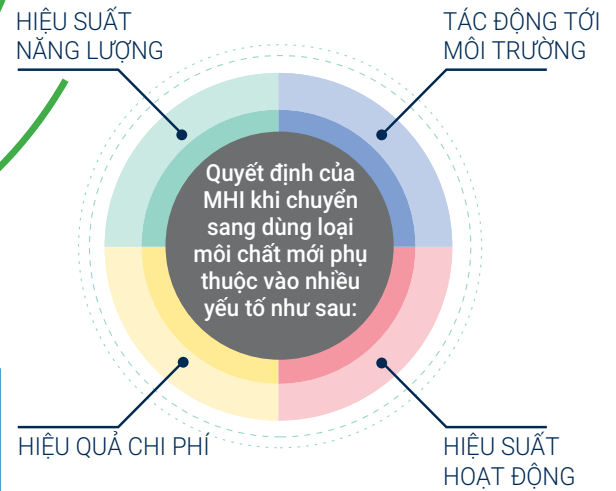 HIỆU SUẤT
NĂNG LƯỢNG
TÁC ĐỘNG TỚI
MÔI TRƯỜNG
Quyết định của
MHI khi chuyển
sang dùng loại
môi chất mới phụ
thuộc vào nhiều
yếu tố như sau:
HIỆU QUẢ CHI PHÍ
HIỆU SUẤT
HOẠT ĐỘNG